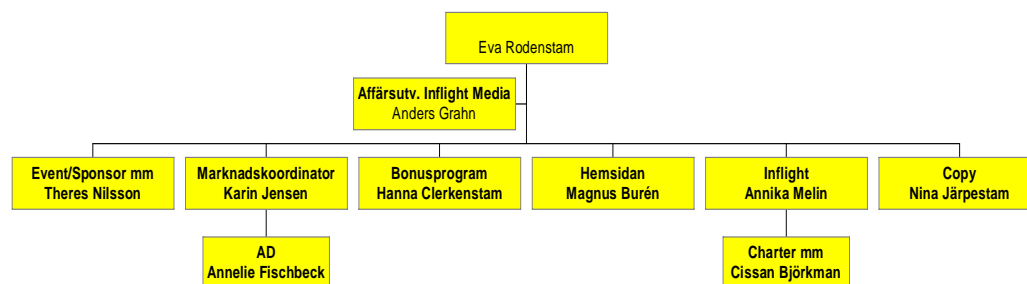 Eva Rodenstam
Affärsutv. Inflight Media
Anders Grahn
Event/Sponsor mm
Theres Nilsson
Marknadskoordinator
Karin Jensen
Bonusprogram
Hanna Clerkenstam
Hemsidan
Magnus Burén
Inflight
Annika Melin
Copy
Nina Järpestam
AD
Annelie Fischbeck
Charter mm
Cissan Björkman